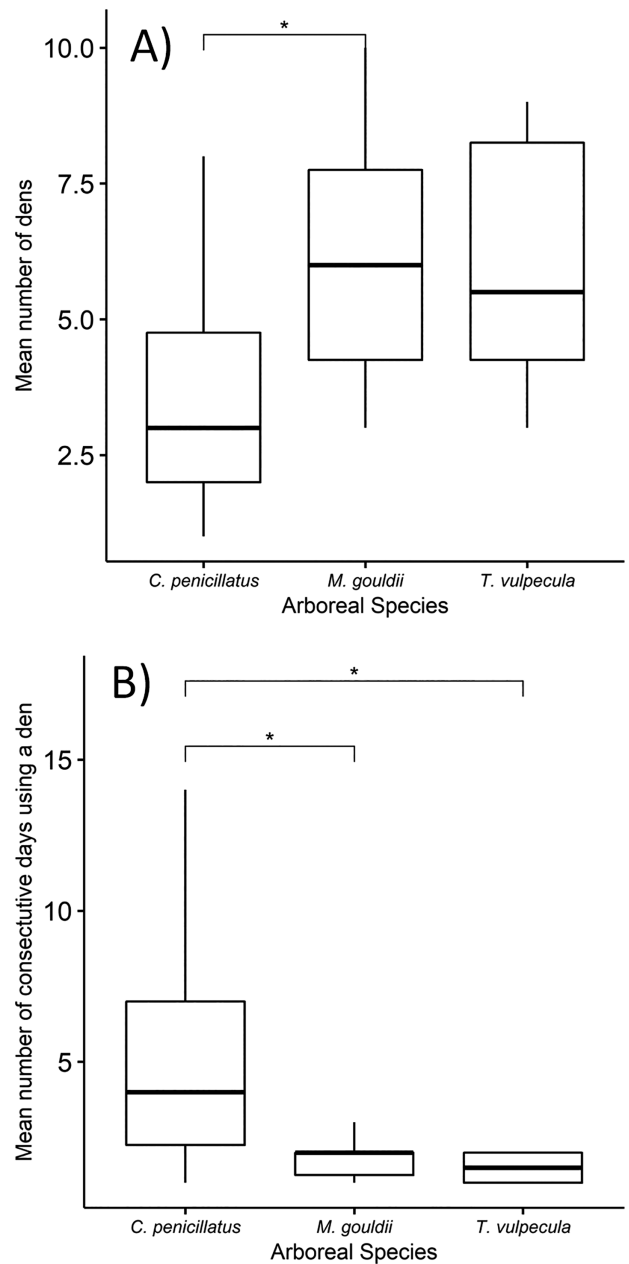 A)
*
10.0
7.5
5.0
2.5
Mean number of dens
C. penicillatus M. gouldii T. vulpecula
Arboreal Species
B)
*
*
15
10
5
Mean number of consectutive days using a den
C. penicillatus M. gouldii T. vulpecula
Arboreal Species